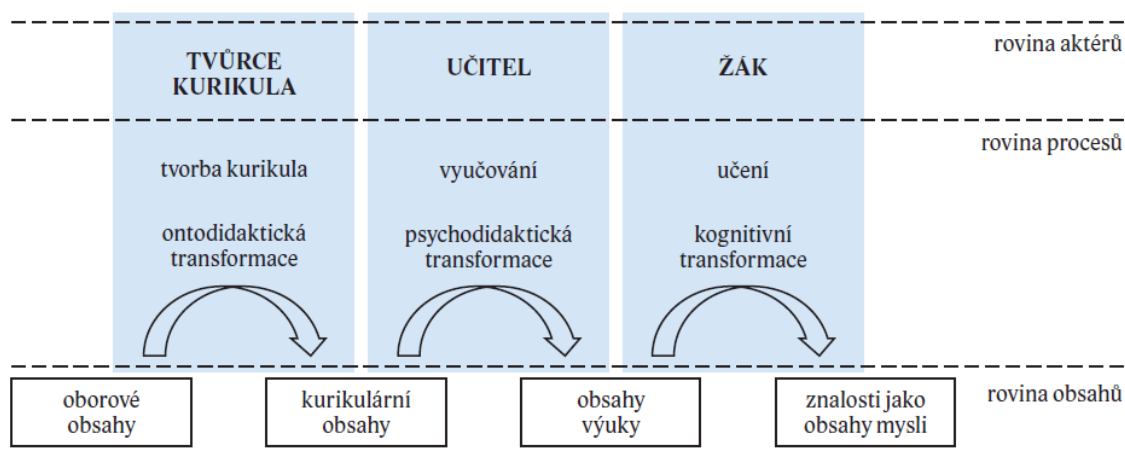 rovina aktérů
TVŮRCE
KURIKULA
UČITEL
ŽÁK
rovina procesů
tvorba kurikula
vyučování
učení
ontodidaktická
transformace
psychodidaktická
transformace
kognitivní
transformace
rovina obsahů
oborové
obsahy
kurikulární
obsahy
obsahy
výuky
znalosti jako
obsahy mysli